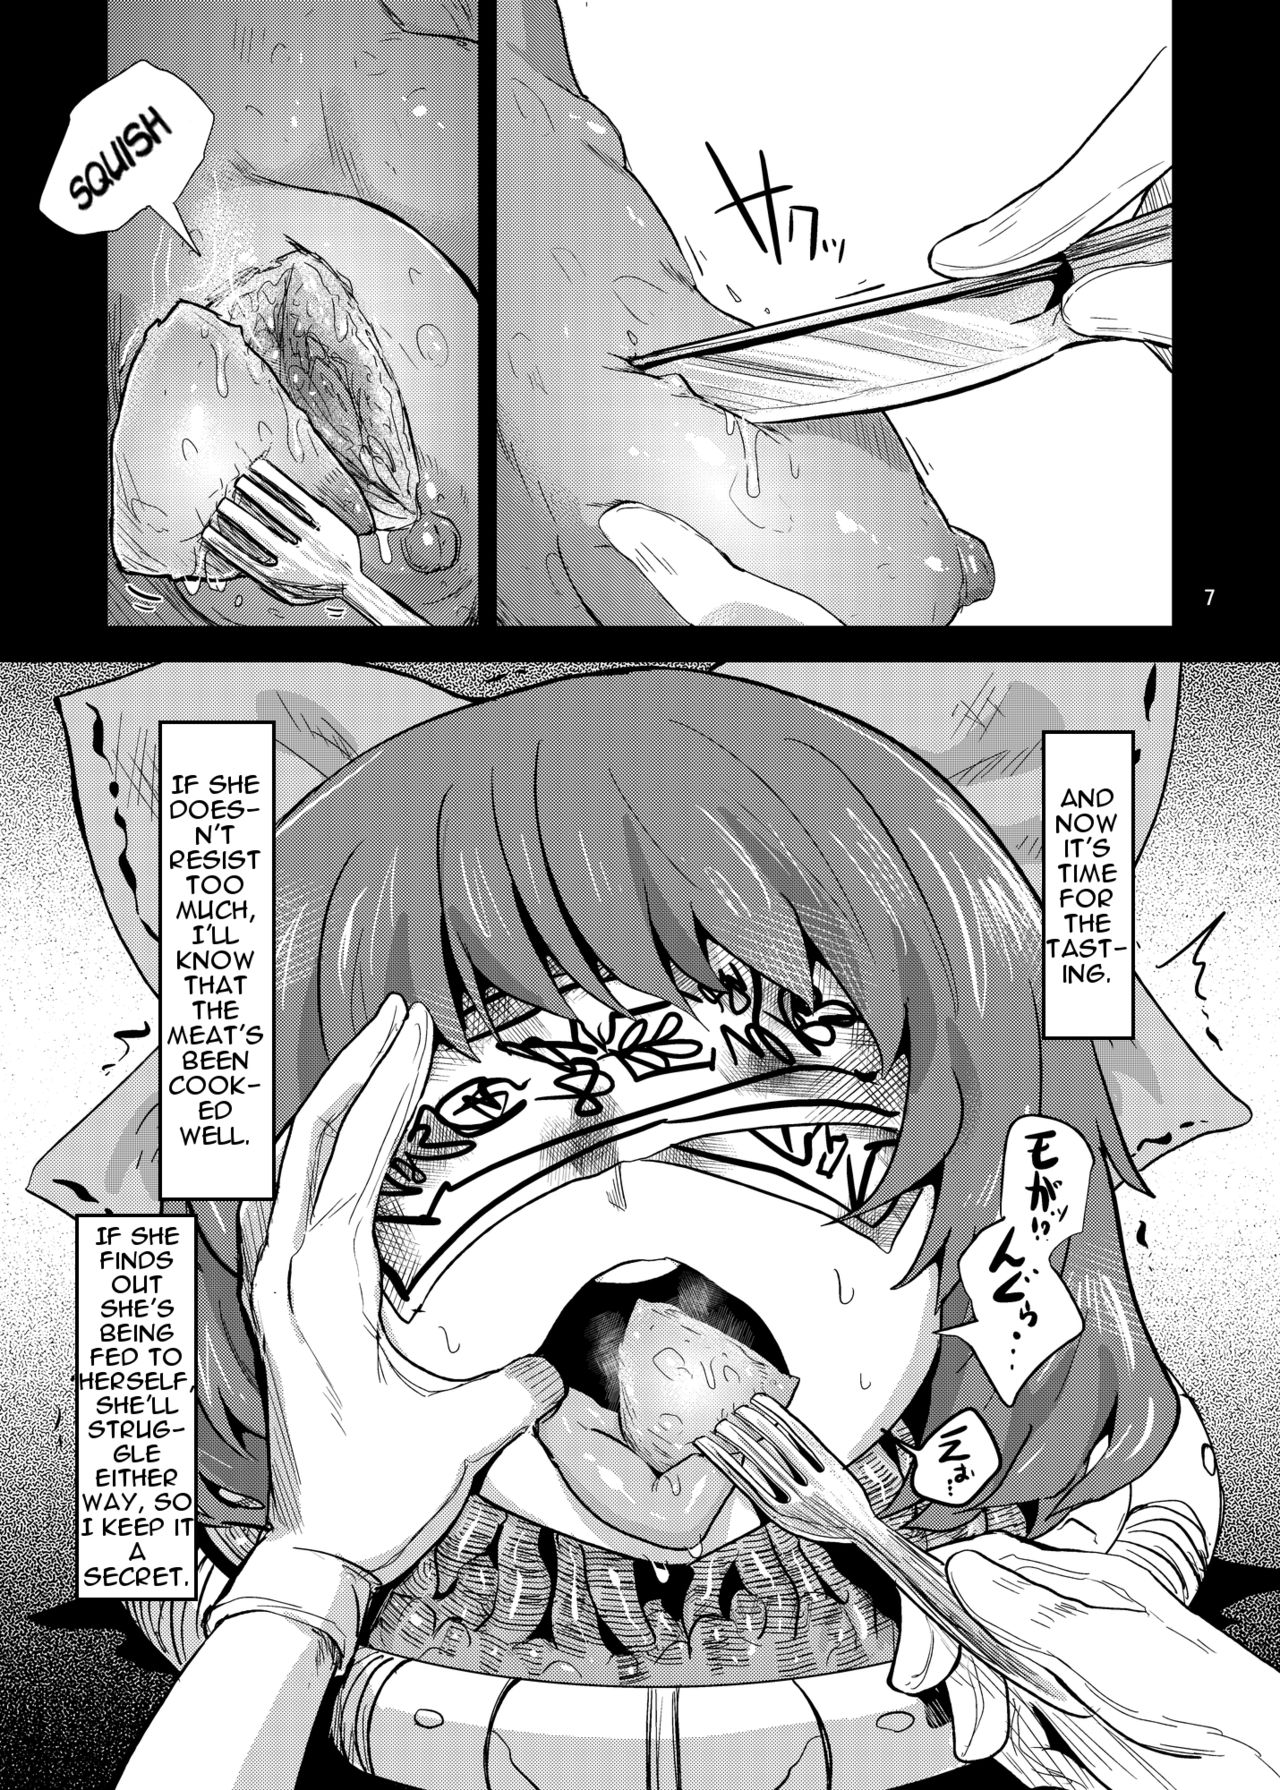 サクッ
SQUISH
7
AND
NOW
IT'S
TIME
FOR
THE
TAST-
ING.
IF SHE
DOES-
N'T
RESIST
TOO
MUCH,
I'LL
KNOW
THAT
THE
MEAT'S
BEEN
COOK-
ED
WELL.
モガッ
んぐぅ・・・
IF SHE
FINDS
OUT
SHE'S
BEING
FED TO
HERSELF,
SHE'LL
STRUG-
GLE
EITHER
WAY, SO
I KEEP IT
A
SECRET.